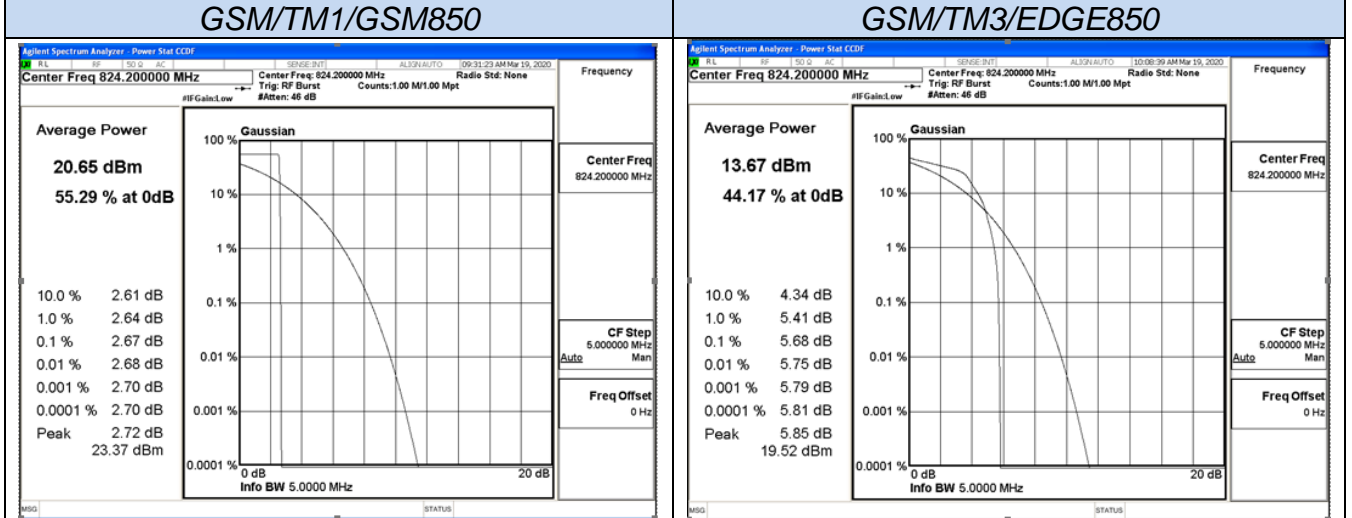 GSM/TM1/GSM850
Agilent Spectrum Analyzer - Power Stat CCDF
RL RF 50 Ω AC SENSE:INT ALIGN AUTO 09:31:23 AM Mar 19, 2020
Center Freq 824.200000 MHz
Center Freq: 824.200000 MHz Radio Std: None
Trig: RF Burst Counts:1.00 M/1.00 Mpt
#IFGain:Low #Atten: 46 dB
Frequency
Average Power
20.65 dBm
55.29 % at 0dB
10.0 % 2.61 dB
1.0 % 2.64 dB
0.1 % 2.67 dB
0.01 % 2.68 dB
0.001 % 2.70 dB
0.0001 % 2.70 dB
Peak 2.72 dB
23.37 dBm
Gaussian
100 %
10 %
1 %
0.1 %
0.01 %
0.001 %
0.0001 %
0 dB 20 dB
Info BW 5.0000 MHz
Center Freq
824.200000 MHz
CF Step
5.000000 MHz
Auto Man
Freq Offset
0 Hz
MSG STATUS
GSM/TM3/EDGE850
Agilent Spectrum Analyzer - Power Stat CCDF
RL RF 50 Ω AC SENSE:INT ALIGN AUTO 10:08:39 AM Mar 19, 2020
Center Freq 824.200000 MHz
Center Freq: 824.200000 MHz Radio Std: None
Trig: RF Burst Counts:1.00 M/1.00 Mpt
#IFGain:Low #Atten: 46 dB
Frequency
Average Power
13.67 dBm
44.17 % at 0dB
10.0 % 4.34 dB
1.0 % 5.41 dB
0.1 % 5.68 dB
0.01 % 5.75 dB
0.001 % 5.79 dB
0.0001 % 5.81 dB
Peak 5.85 dB
19.52 dBm
Gaussian
100 %
10 %
1 %
0.1 %
0.01 %
0.001 %
0.0001 %
0 dB 20 dB
Info BW 5.0000 MHz
Center Freq
824.200000 MHz
CF Step
5.000000 MHz
Auto Man
Freq Offset
0 Hz
MSG STATUS